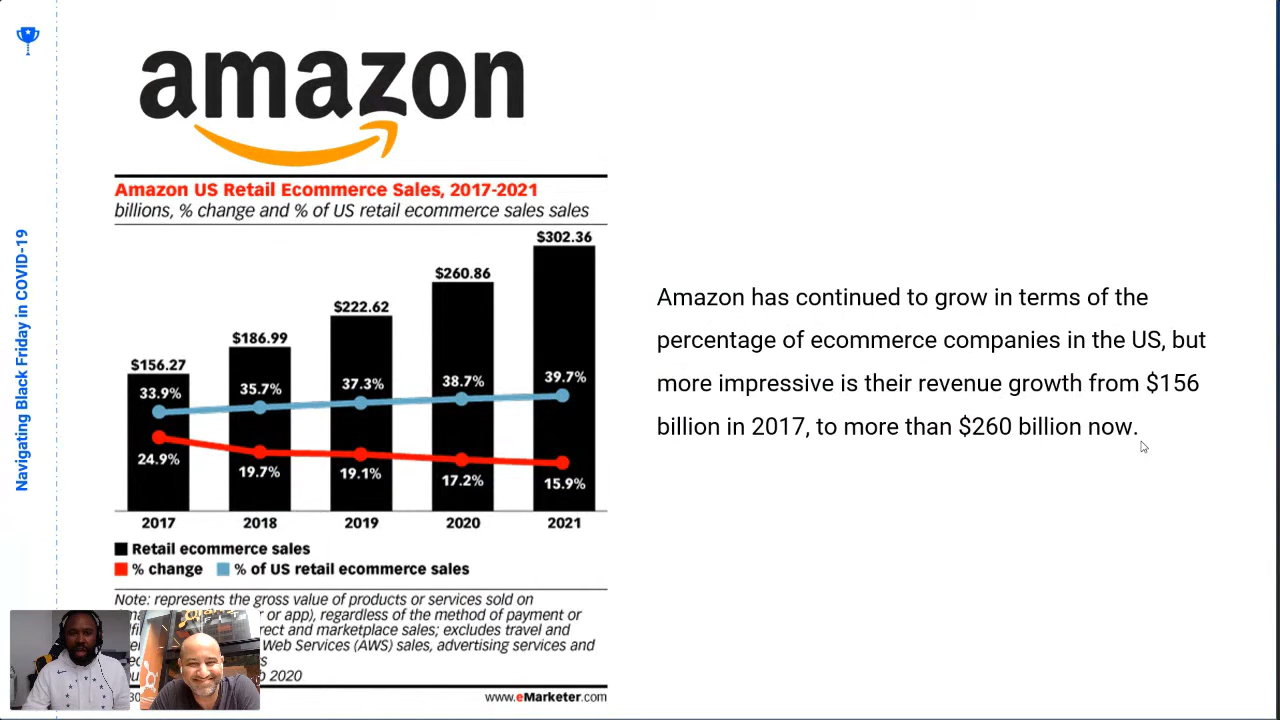 Navigating Black Friday in COVID-19
amazon
Amazon US Retail Ecommerce Sales, 2017-2021
billions, % change and % of US retail ecommerce sales sales
$156.27
$186.99
$222.62
$260.86
$302.36
33.9%
35.7%
37.3%
38.7%
39.7%
24.9%
19.7%
19.1%
17.2%
15.9%
2017
2018
2019
2020
2021
Retail ecommerce sales
% change
% of US retail ecommerce sales
Note: represents the gross value of products or services sold on
or app), regardless of the method of payment or
and marketplace sales; excludes travel and
Web Services (AWS) sales, advertising services and
2020
www.eMarketer.com
Amazon has continued to grow in terms of the
percentage of ecommerce companies in the US, but
more impressive is their revenue growth from $156
billion in 2017, to more than $260 billion now.